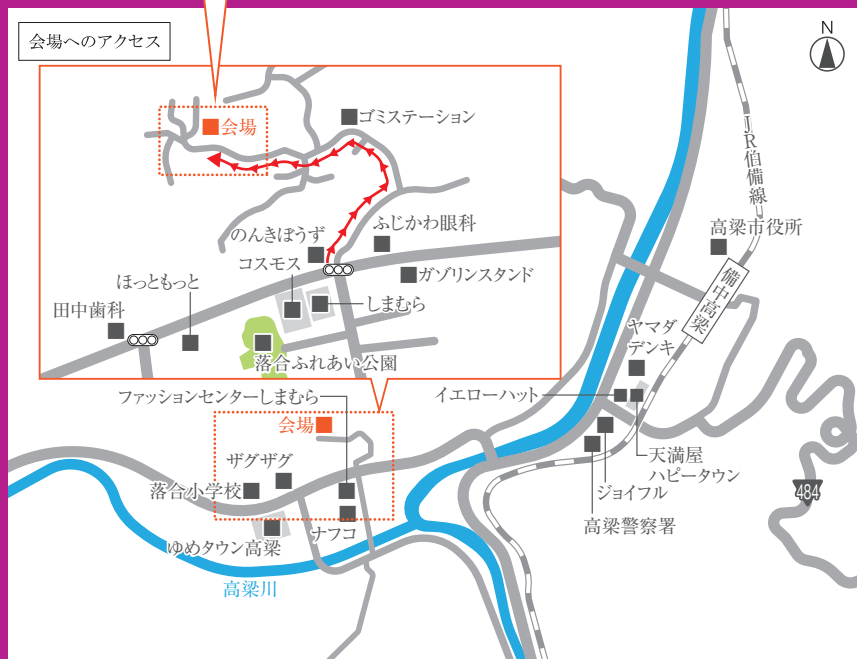 会場へのアクセス
N
会場
ゴミステーション
ふじかわ眼科
のんきぼうず
コスモス
ガソリンスタンド
ほっともっと
しまむら
田中歯科
落合ふれあい公園
JR伯備線
高梁市役所
備中高梁
ヤマダ
デンキ
イエローハット
天満屋
ハピータウン
ジョイフル
高梁警察署
484
ファッションセンターしまむら
会場
ザグザグ
落合小学校
ナフコ
ゆめタウン高梁
高梁川